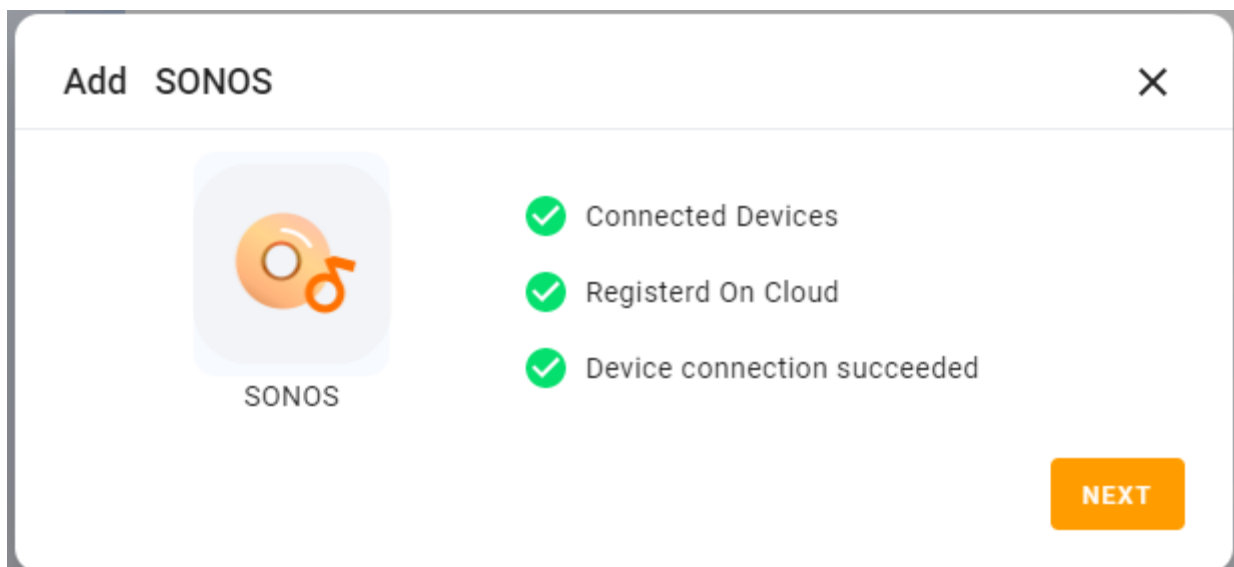 Add SONOS
Connected Devices
Registerd On Cloud
Device connection succeeded
SONOS
NEXT